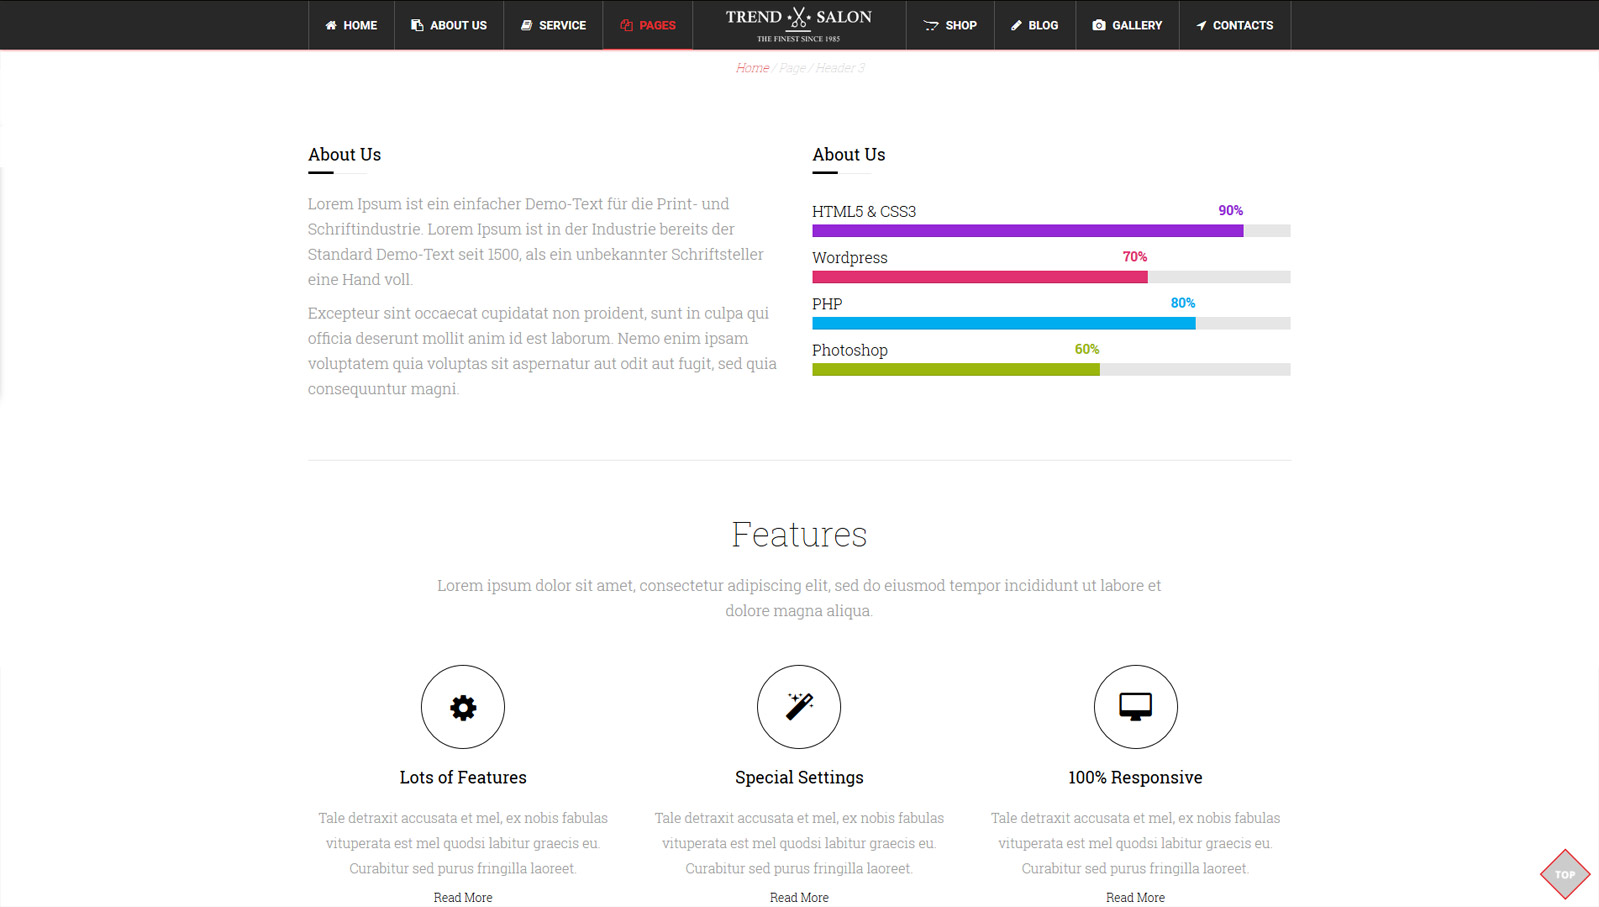 HOME
ABOUT US
SERVICE
PAGES
TREND SALON
THE FINEST SINCE 1985
SHOP
BLOG
GALLERY
CONTACTS
Home / Page / Header 3
About Us
Lorem Ipsum ist ein einfacher Demo-Text für die Print- und
Schriftindustrie. Lorem Ipsum ist in der Industrie bereits der
Standard Demo-Text seit 1500, als ein unbekannter Schriftsteller
eine Hand voll.
Excepteur sint occaecat cupidatat non proident, sunt in culpa qui
officia deserunt mollit anim id est laborum. Nemo enim ipsam
voluptatem quia voluptas sit aspernatur aut odit aut fugit, sed quia
consequuntur magni.
About Us
HTML5 & CSS3 90%
Wordpress 70%
PHP 80%
Photoshop 60%
Features
Lorem ipsum dolor sit amet, consectetur adipiscing elit, sed do eiusmod tempor incididunt ut labore et
dolore magna aliqua.
Lots of Features
Tale detraxit accusata et mel, ex nobis fabulas
vituperata est mel quodsi labitur graecis eu.
Curabitur sed purus fringilla laoreet.
Read More
Special Settings
Tale detraxit accusata et mel, ex nobis fabulas
vituperata est mel quodsi labitur graecis eu.
Curabitur sed purus fringilla laoreet.
Read More
100% Responsive
Tale detraxit accusata et mel, ex nobis fabulas
vituperata est mel quodsi labitur graecis eu.
Curabitur sed purus fringilla laoreet.
Read More
TOP